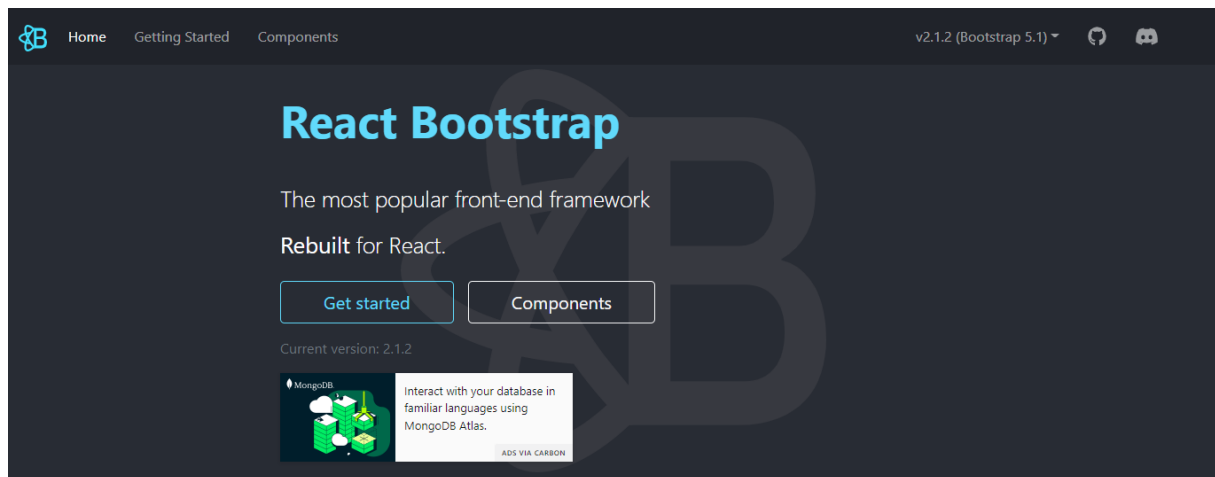 Home Getting Started Components v2.1.2 (Bootstrap 5.1)
React Bootstrap
The most popular front-end framework
Rebuilt for React.
Get started Components
Current version: 2.1.2
MongoDB.
Interact with your database in
familiar languages using
MongoDB Atlas.
ADS VIA CARBON